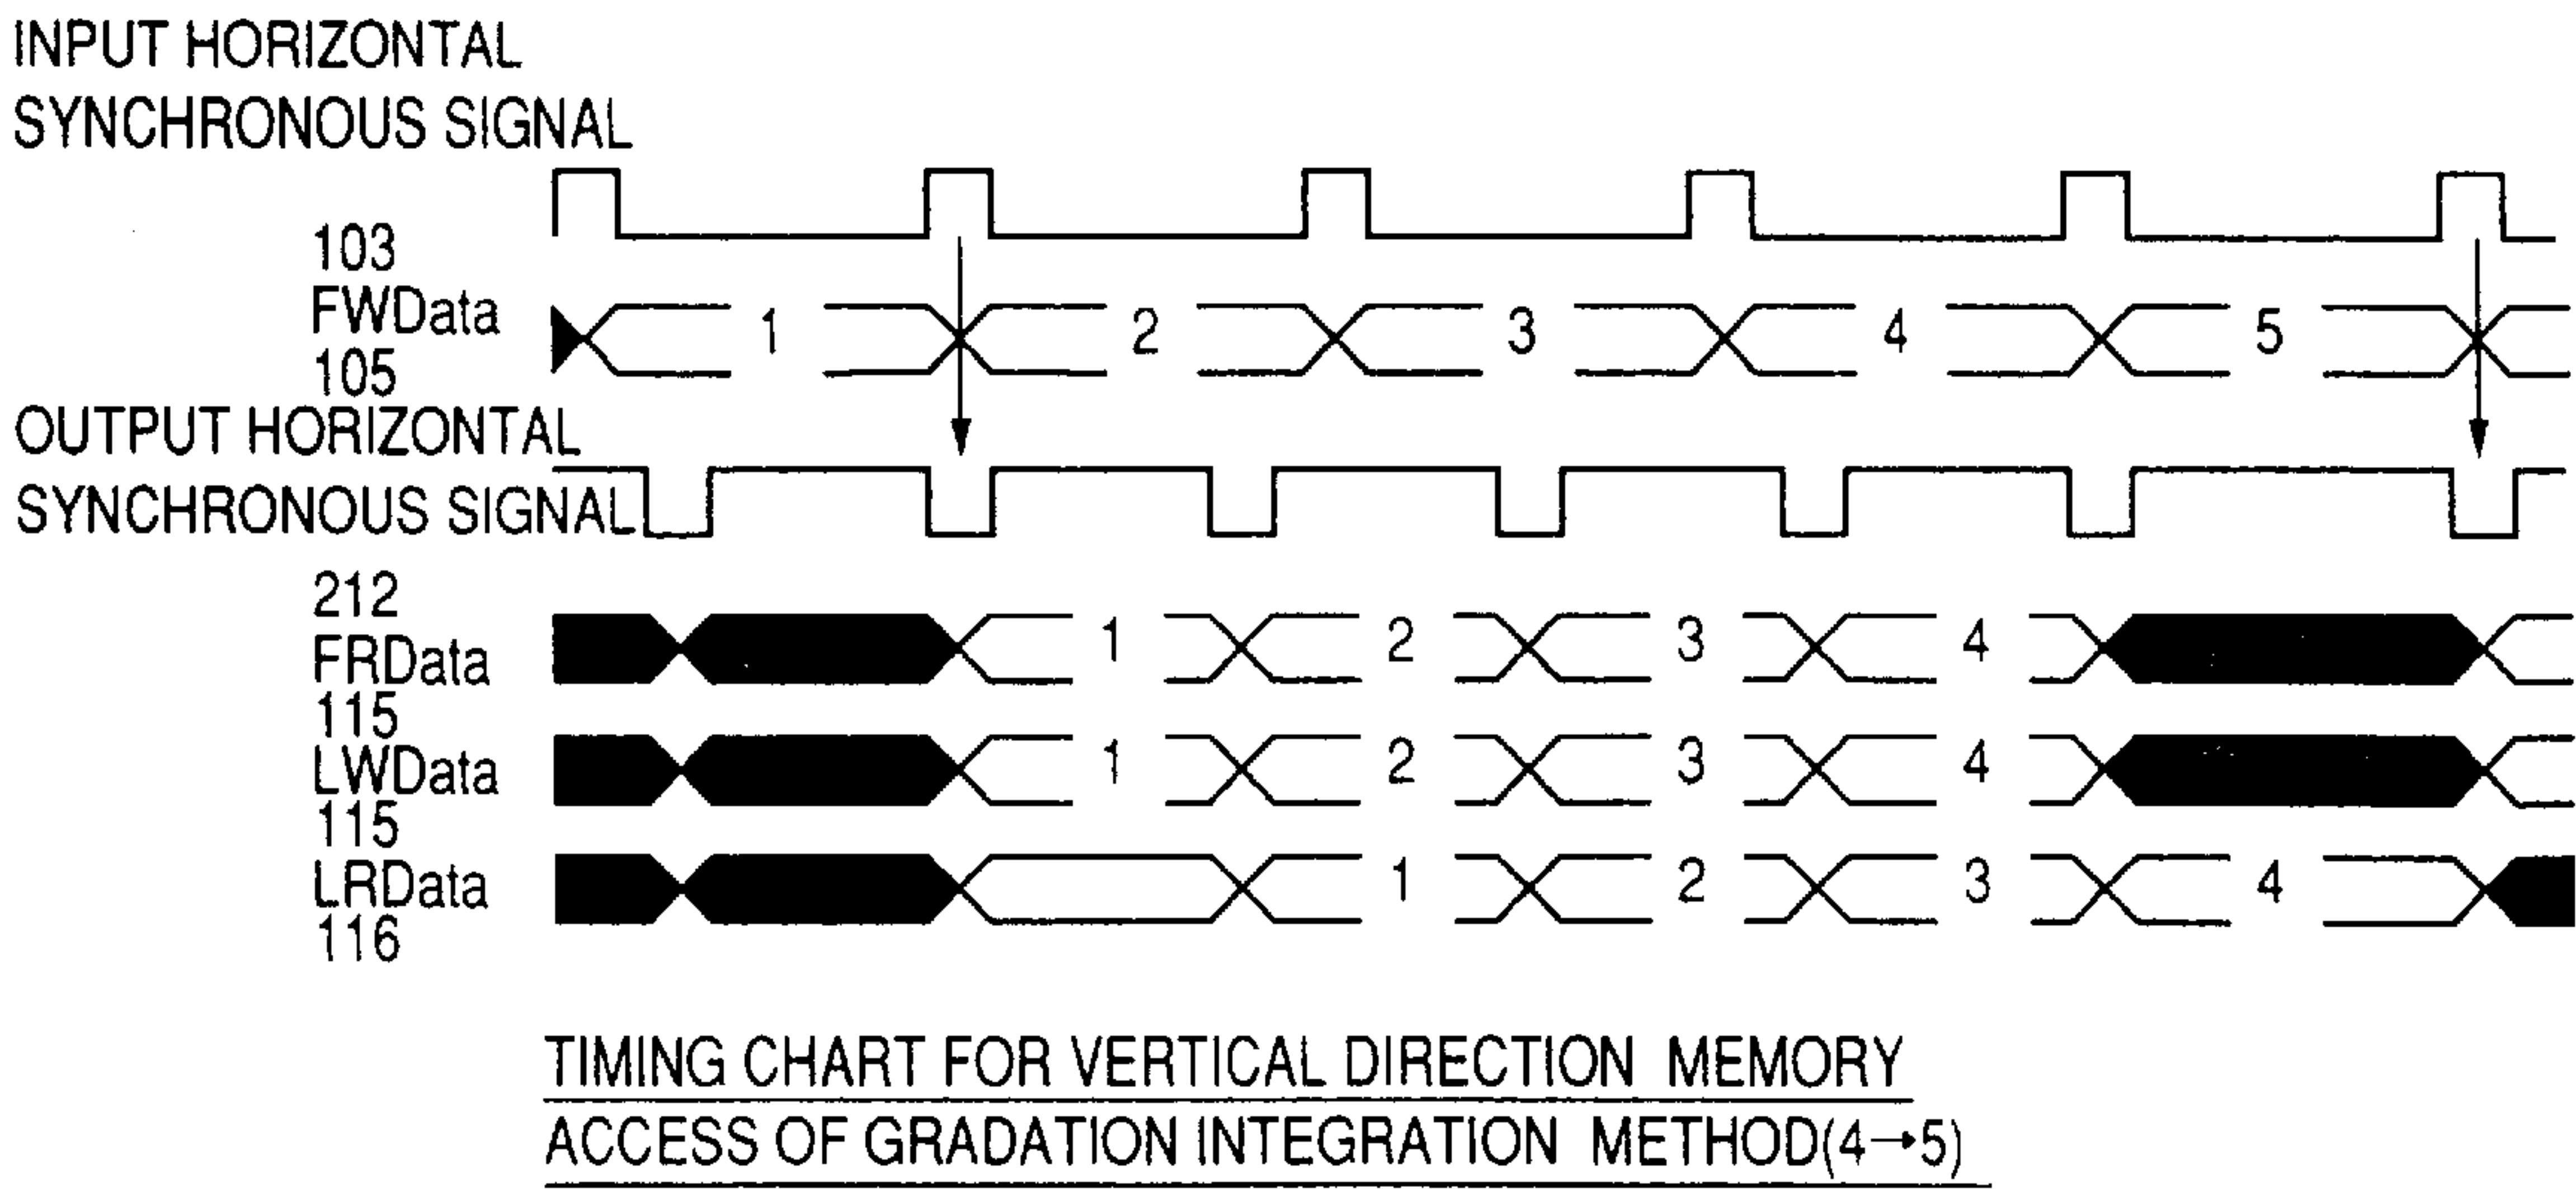 INPUT HORIZONTAL
SYNCHRONOUS SIGNAL
103
FWData 1 2 3 4 5
105
OUTPUT HORIZONTAL
SYNCHRONOUS SIGNAL
212
FRData 1 2 3 4
115
LWData 1 2 3 4
115
LRData 1 2 3 4
116
TIMING CHART FOR VERTICAL DIRECTION MEMORY
ACCESS OF GRADATION INTEGRATION METHOD(4→5)